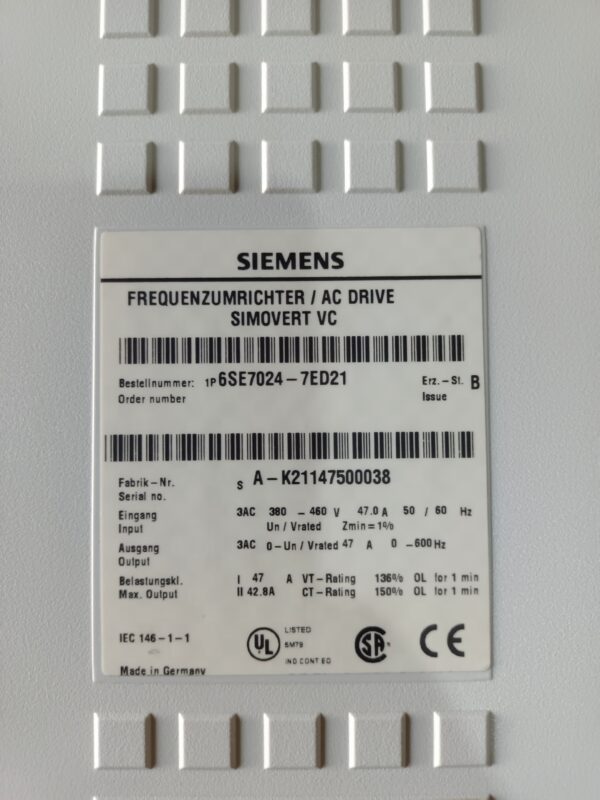 SIEMENS
FREQUENZUMRICHTER / AC DRIVE
SIMOVERT VC
Bestellnummer: 1P 6SE7024-7ED21 Erz.-St. B
Order number Issue
Fabrik-Nr. S A-K21147500038
Serial no.
Eingang 3AC 380 -460 V 47.0 A 50 / 60 Hz
Input Un / Vrated Zmin=1%
Ausgang 3AC 0-Un / Vrated 47 A 0 -600Hz
Output
Belastungskl. I 47 A VT-Rating 136% OL for 1 min
Max. Output II 42.8A CT-Rating 150% OL for 1 min
IEC 146-1-1 UL LISTED SA CE
5M79
IND CONT EQ
Made in Germany